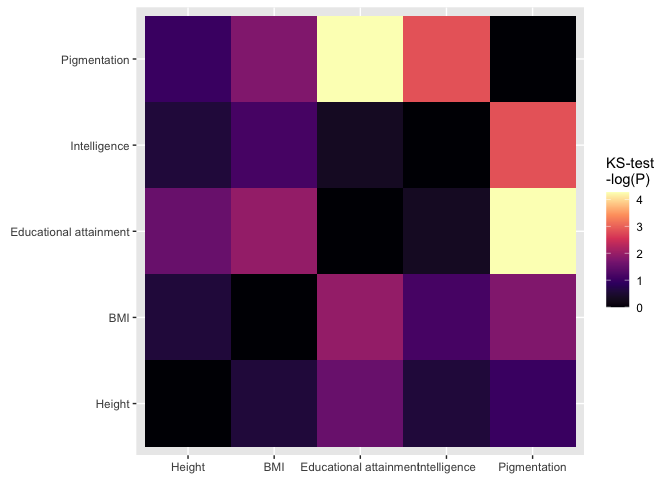 Pigmentation
Intelligence
Educational attainment
BMI
Height
KS-test
-log(P)
4
3
2
1
0
Height BMI Educational attainment Intelligence Pigmentation